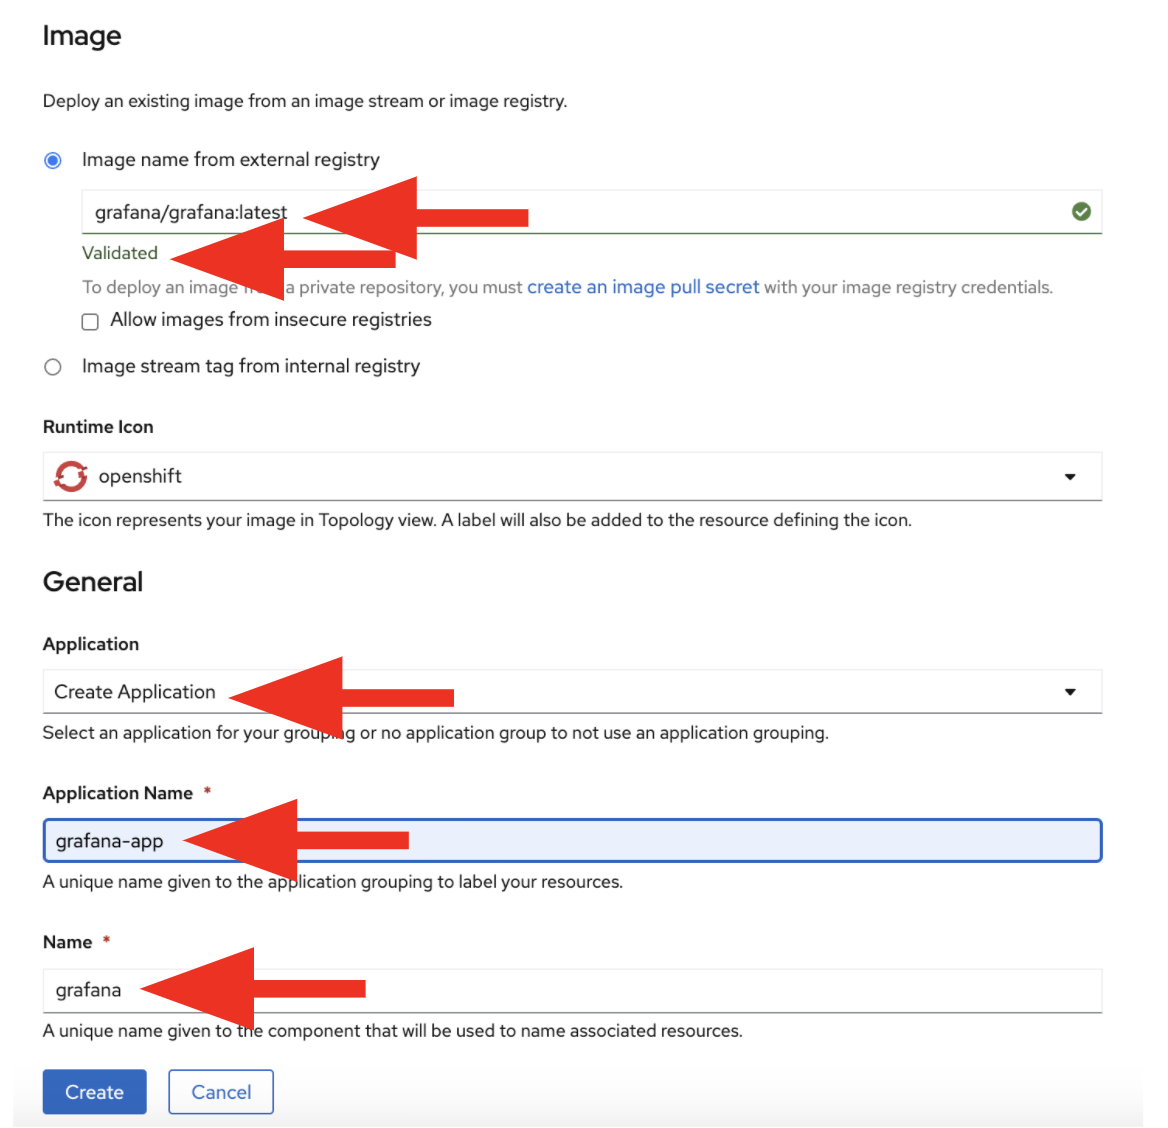 Image
Deploy an existing image from an image stream or image registry.
Image name from external registry
grafana/grafana:latest
Validated
To deploy an image a private repository, you must create an image pull secret with your image registry credentials.
Allow images from insecure registries
Image stream tag from internal registry
Runtime Icon
openshift
The icon represents your image in Topology view. A label will also be added to the resource defining the icon.
General
Application
Create Application
Select an application for your grouping or no application group to not use an application grouping.
Application Name *
grafana-app
A unique name given to the application grouping to label your resources.
Name *
grafana
A unique name given to the component that will be used to name associated resources.
Create Cancel